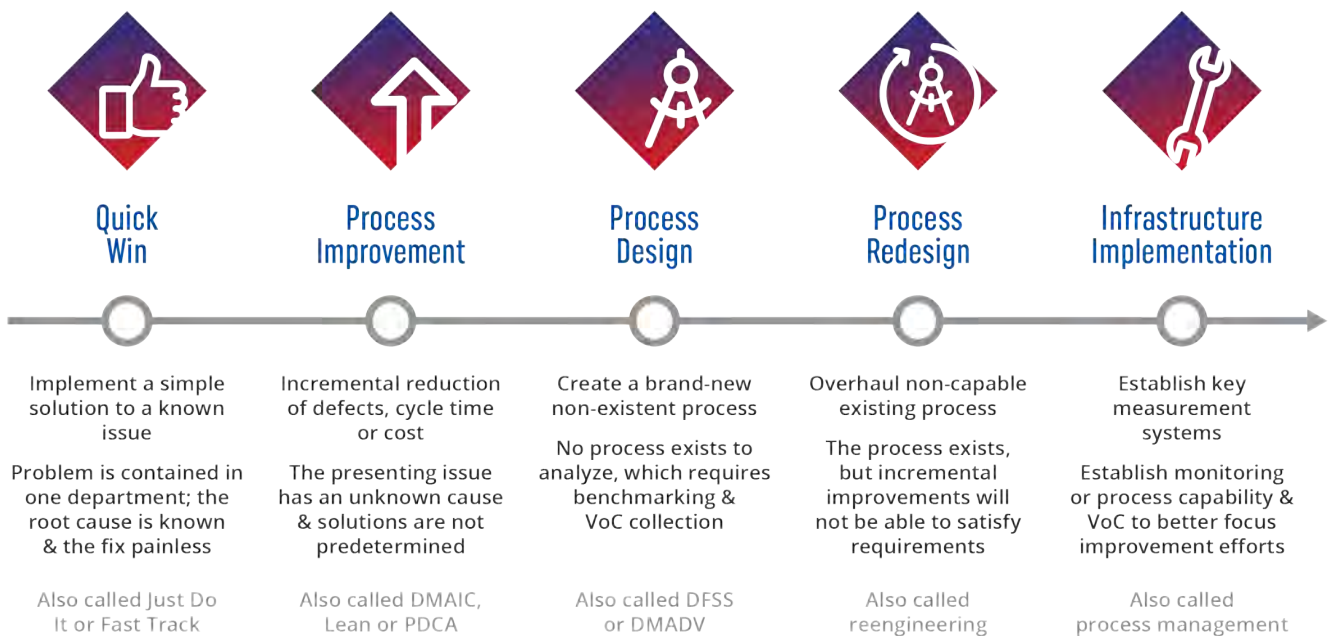 Quick
Win
Implement a simple
solution to a known
issue
Problem is contained in
one department; the
root cause is known
& the fix painless
Also called Just Do
It or Fast Track
Process
Improvement
Incremental reduction
of defects, cycle time
or cost
The presenting issue
has an unknown cause
& solutions are not
predetermined
Also called DMAIC,
Lean or PDCA
Process
Design
Create a brand-new
non-existent process
No process exists to
analyze, which requires
benchmarking &
VoC collection
Also called DFSS
or DMADV
Process
Redesign
Overhaul non-capable
existing process
The process exists,
but incremental
improvements will
not be able to satisfy
requirements
Also called
reengineering
Infrastructure
Implementation
Establish key
measurement
systems
Establish monitoring
or process capability &
VoC to better focus
improvement efforts
Also called
process management